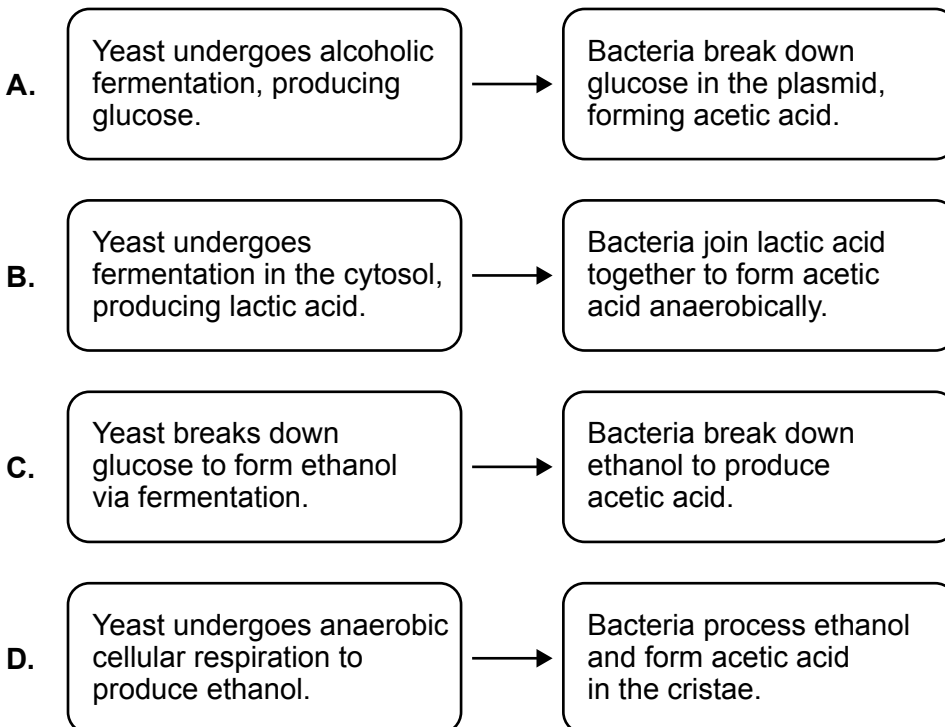 A.
Yeast undergoes alcoholic
fermentation, producing
glucose.
Bacteria break down
glucose in the plasmid,
forming acetic acid.
B.
Yeast undergoes
fermentation in the cytosol,
producing lactic acid.
Bacteria join lactic acid
together to form acetic
acid anaerobically.
C.
Yeast breaks down
glucose to form ethanol
via fermentation.
Bacteria break down
ethanol to produce
acetic acid.
D.
Yeast undergoes anaerobic
cellular respiration to
produce ethanol.
Bacteria process ethanol
and form acetic acid
in the cristae.